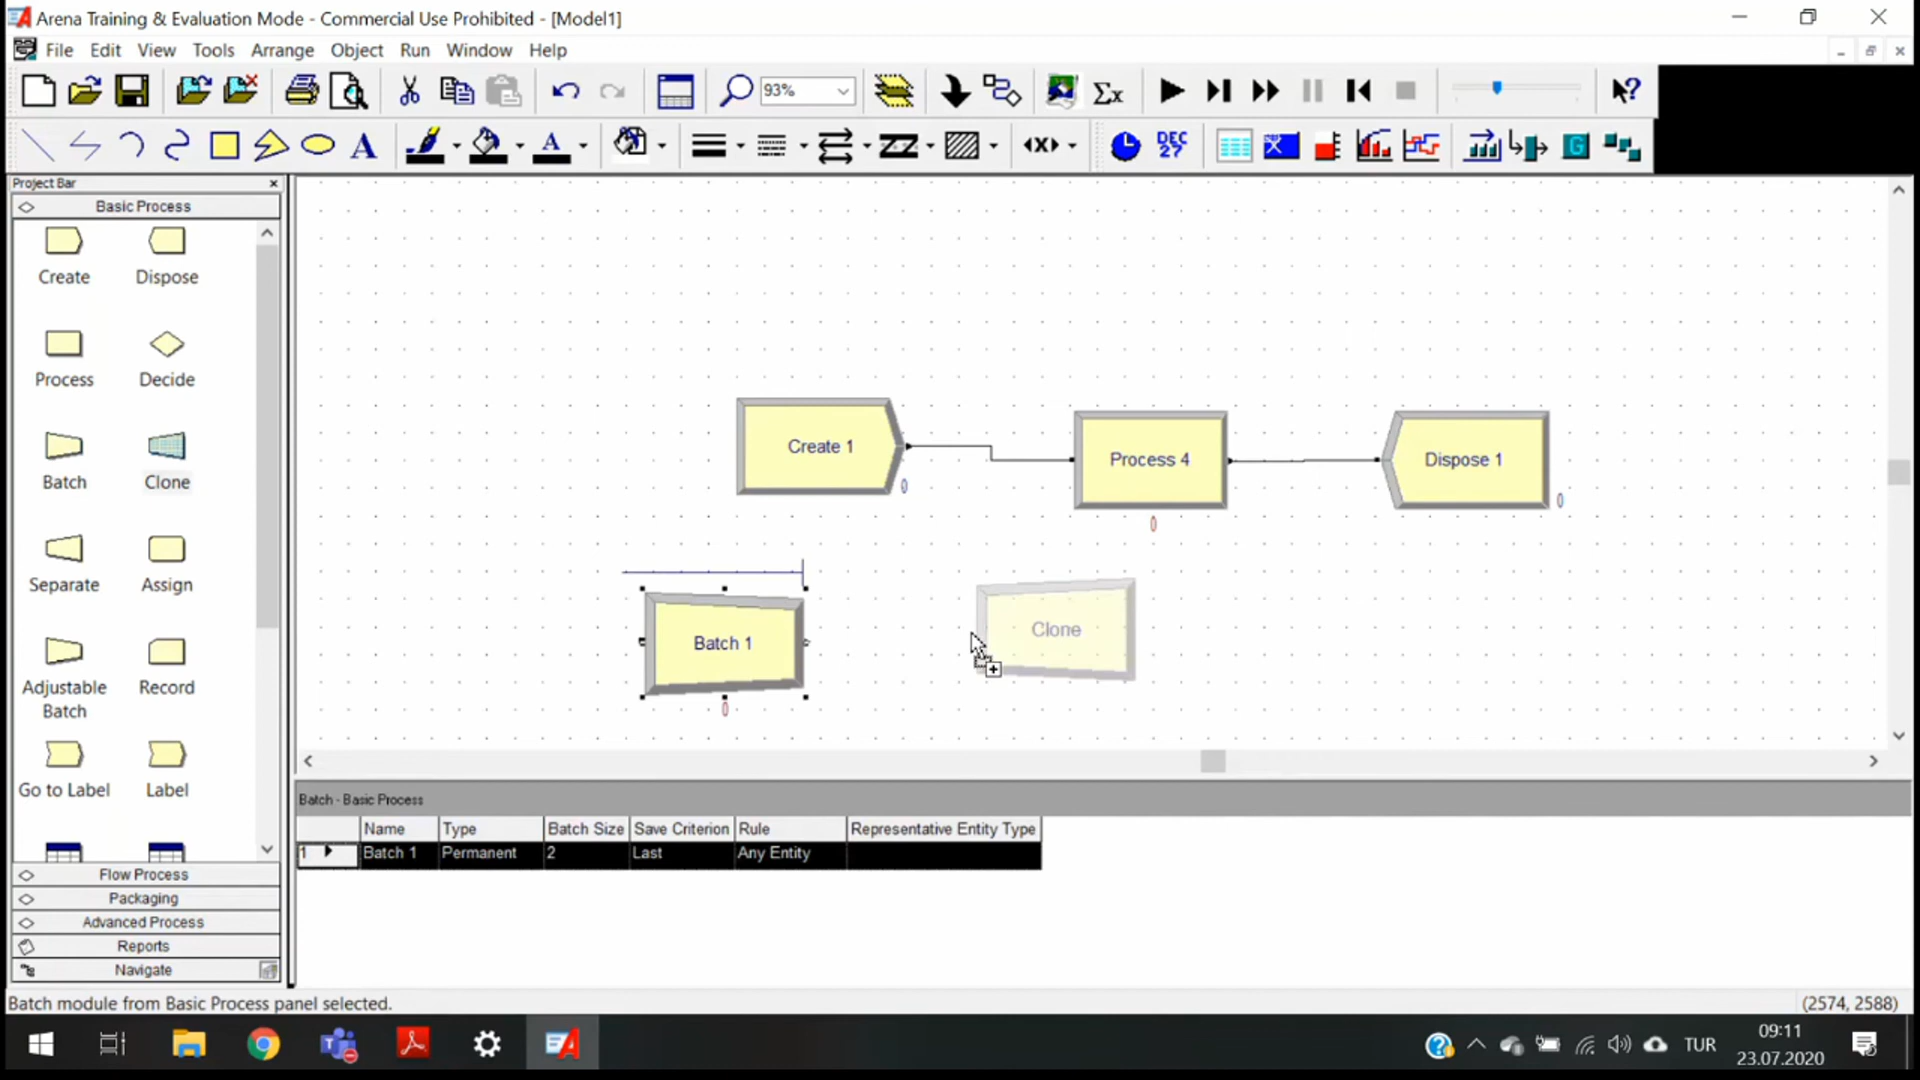 Arena Training & Evaluation Mode - Commercial Use Prohibited - [Model1]
File Edit View Tools Arrange Object Run Window Help
93%
Σx
A A <X> DEC 27
Project Bar
Basic Process
Create Dispose
Process Decide
Batch Clone
Separate Assign
Adjustable Batch Record
Go to Label Label
Flow Process
Packaging
Advanced Process
Reports
Navigate
Create 1
0
Process 4
0
Dispose 1
0
Batch 1
0
Clone
Batch - Basic Process
Name Type Batch Size Save Criterion Rule Representative Entity Type
1 Batch 1 Permanent 2 Last Any Entity
Batch module from Basic Process panel selected.
(2574, 2588)
TUR
09:11
23.07.2020